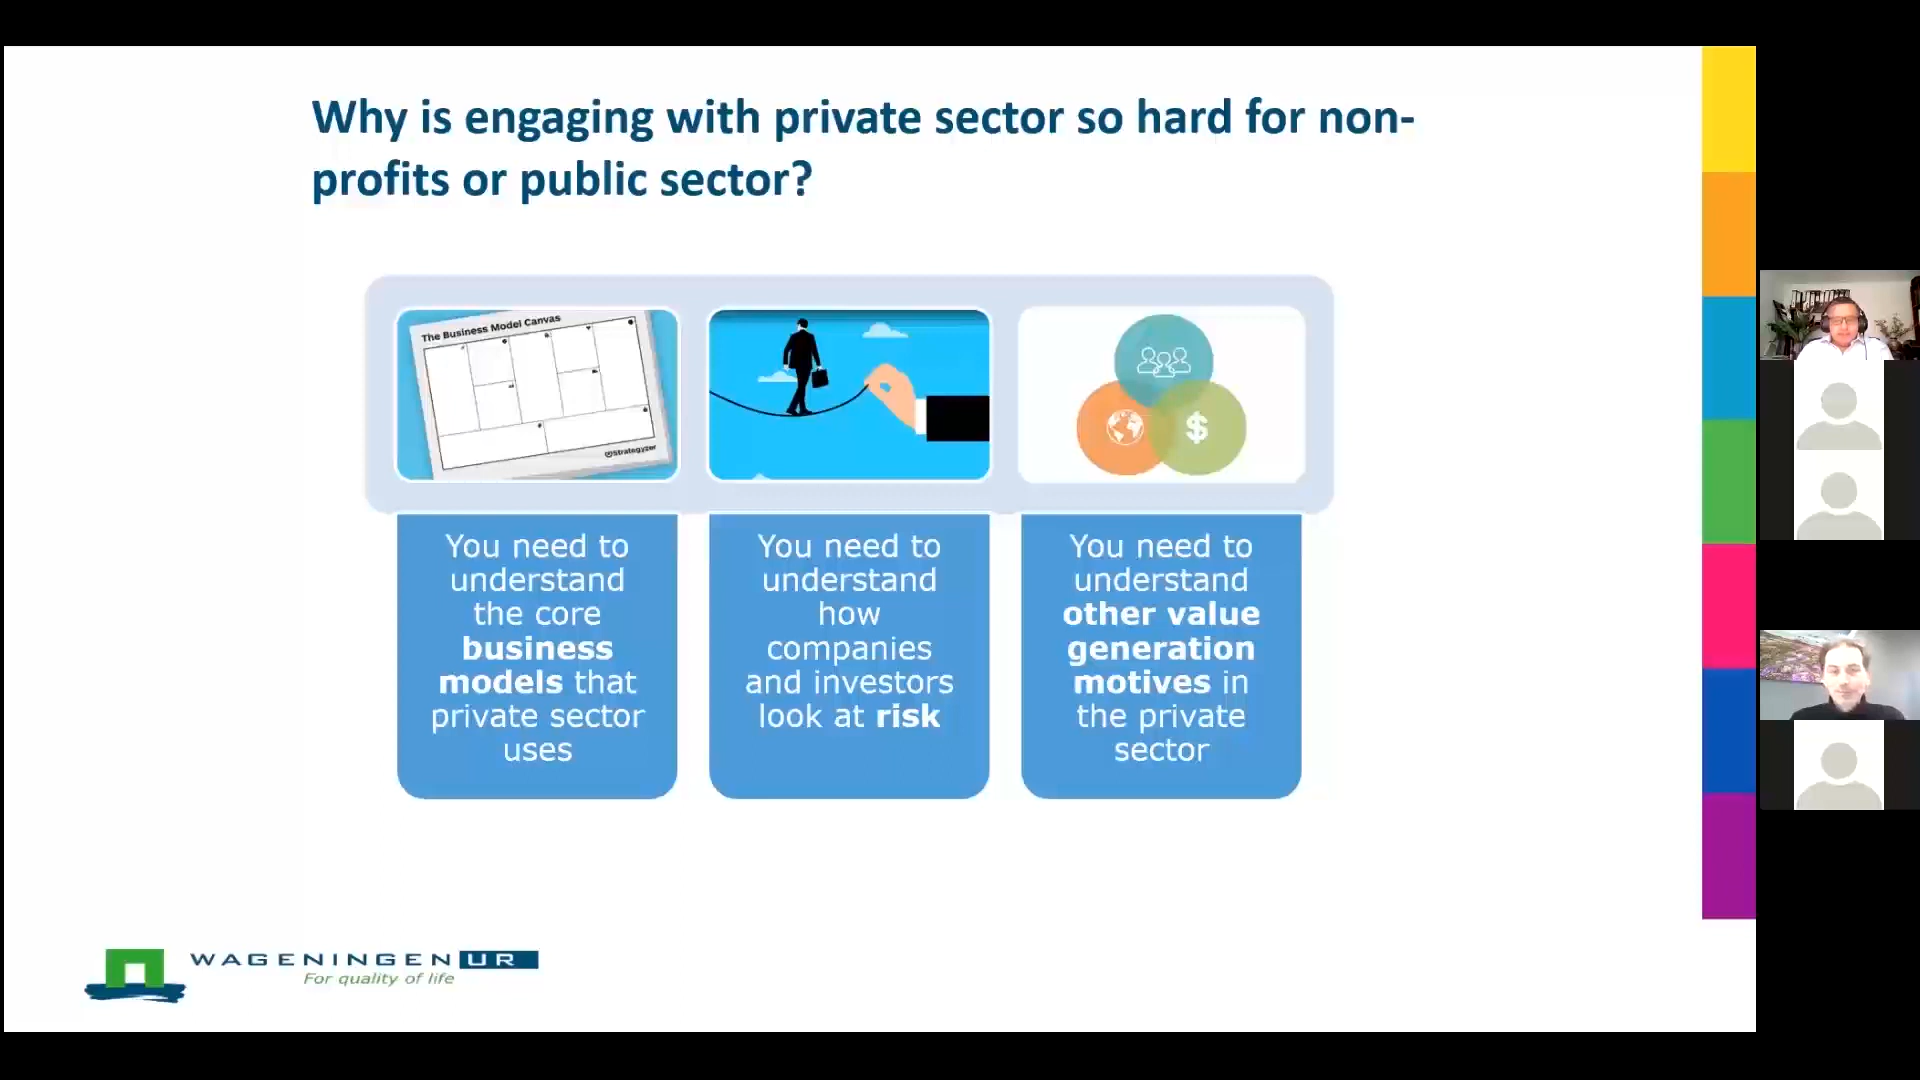 Why is engaging with private sector so hard for non-
profits or public sector?
The Business Model Canvas
@Strategyzer
$
You need to
understand
the core
business
models that
private sector
uses
You need to
understand
how
companies
and investors
look at risk
You need to
understand
other value
generation
motives in
the private
sector
WAGENINGEN UR
For quality of life